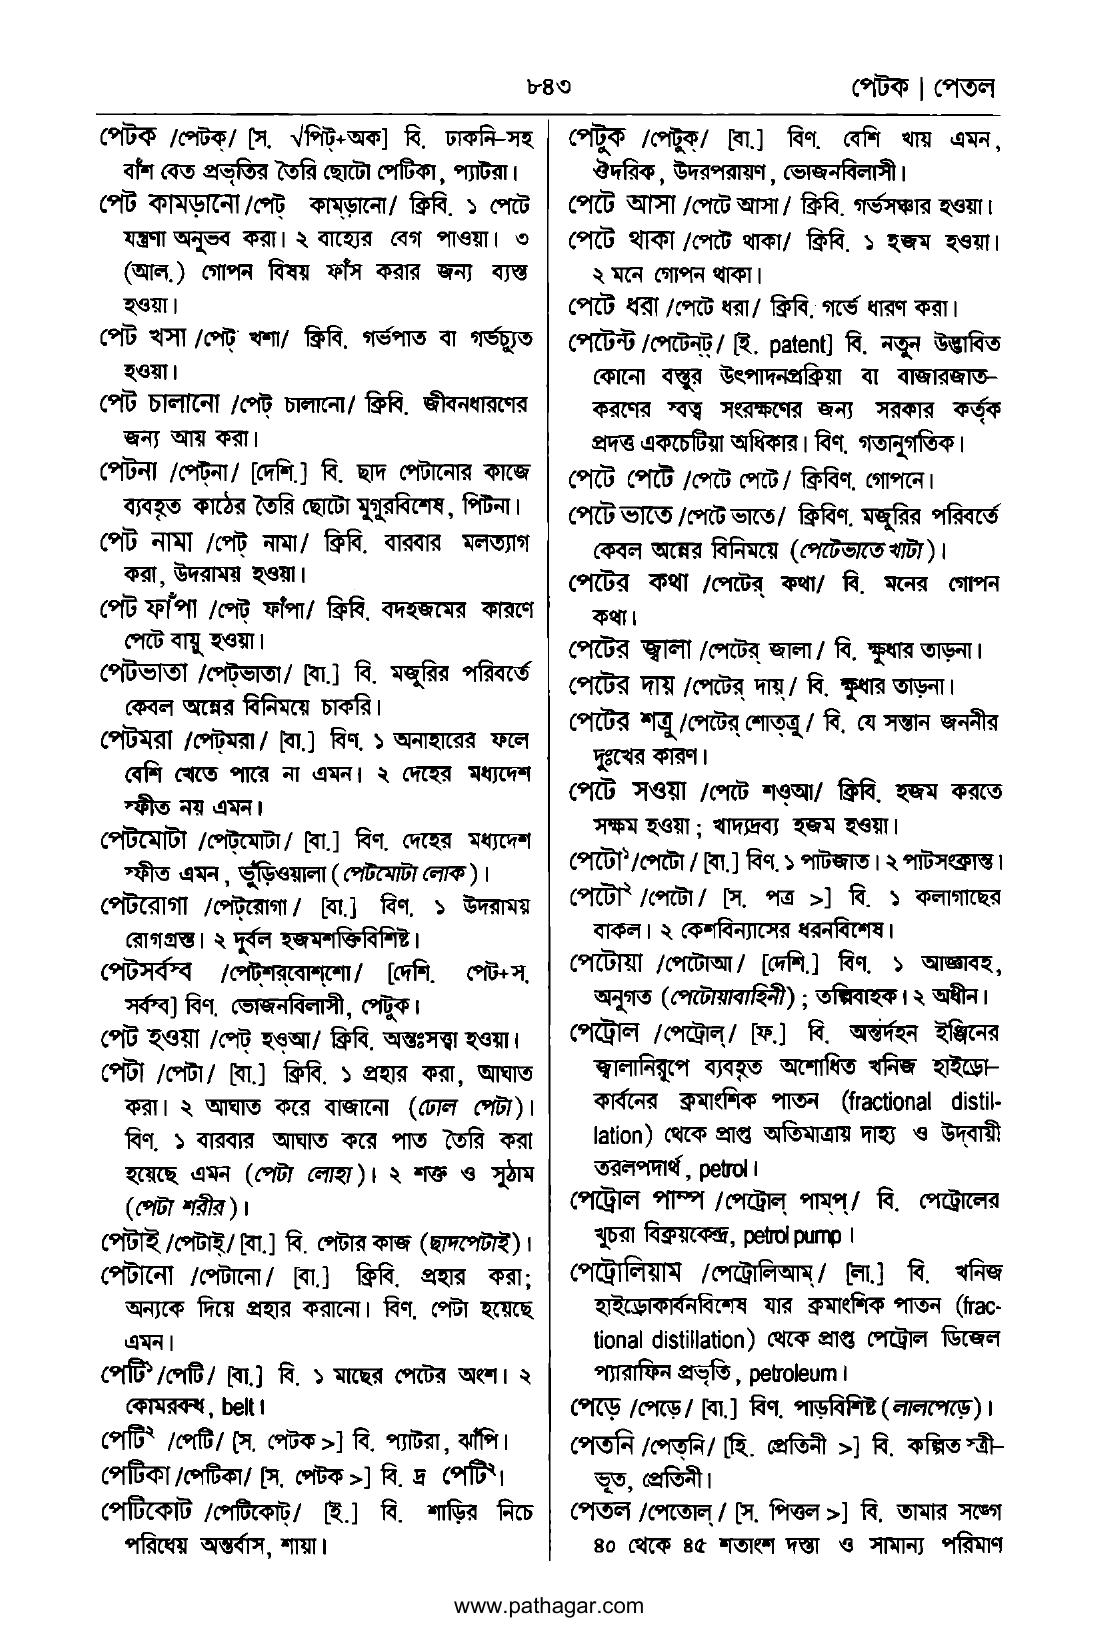 ৮৪৩
পেটক | পেতল
পেটক /পেটক্/ [স. √পিট্+অক] বি. ঢাকনি-সহ
বাঁশ বেত প্রভৃতির তৈরি ছোটো পেটিকা, প্যাটরা।
পেট কামড়ানো /পেট্ কাম্‌ড়ানো/ ক্রিবি. ১ পেটে
যন্ত্রণা অনুভব করা। ২ বাহ্যের বেগ পাওয়া। ৩
(আল.) গোপন বিষয় ফাঁস করার জন্য ব্যস্ত
হওয়া।
পেট খসা /পেট্ খশা/ ক্রিবি. গর্ভপাত বা গর্ভচ্যুত
হওয়া।
পেট চালানো /পেট্ চালানো/ ক্রিবি. জীবনধারণের
জন্য আয় করা।
পেটনা /পেট্‌না/ [দেশি.] বি. ছাদ পেটানোর কাজে
ব্যবহৃত কাঠের তৈরি ছোটো মুগুরবিশেষ, পিটনা।
পেট নামা /পেট্ নামা/ ক্রিবি. বারবার মলত্যাগ
করা, উদরাময় হওয়া।
পেট ফাঁপা /পেট্ ফাঁপা/ ক্রিবি. বদহজমের কারণে
পেটে বায়ু হওয়া।
পেটভাতা /পেট্‌ভাতা/ [বা.] বি. মজুরির পরিবর্তে
কেবল অন্নের বিনিময়ে চাকরি।
পেটমরা /পেট্‌মরা/ [বা.] বিণ. ১ অনাহারের ফলে
বেশি খেতে পারে না এমন। ২ দেহের মধ্যদেশ
স্ফীত নয় এমন।
পেটমোটা /পেট্‌মোটা/ [বা.] বিণ. দেহের মধ্যদেশ
স্ফীত এমন, ভুঁড়িওয়ালা (পেটমোটা লোক)।
পেটরোগা /পেট্‌রোগা/ [বা.] বিণ. ১ উদরাময়
রোগগ্রস্ত। ২ দুর্বল হজমশক্তিবিশিষ্ট।
পেটসর্বস্ব /পেট্‌শর্‌বোশ্‌শো/ [দেশি. পেট+স.
সর্বস্ব] বিণ. ভোজনবিলাসী, পেটুক।
পেট হওয়া /পেট্ হও্আ/ ক্রিবি. অন্তঃসত্ত্বা হওয়া।
পেটা /পেটা/ [বা.] ক্রিবি. ১ প্রহার করা, আঘাত
করা। ২ আঘাত করে বাজানো (ঢোল পেটা)।
বিণ. ১ বারবার আঘাত করে পাত তৈরি করা
হয়েছে এমন (পেটা লোহা)। ২ শক্ত ও সুঠাম
(পেটা শরীর)।
পেটাই /পেটাই্/ [বা.] বি. পেটার কাজ (ছাদপেটাই)।
পেটানো /পেটানো/ [বা.] ক্রিবি. প্রহার করা;
অন্যকে দিয়ে প্রহার করানো। বিণ. পেটা হয়েছে
এমন।
পেটি১ /পেটি/ [বা.] বি. ১ মাছের পেটের অংশ। ২
কোমরবন্ধ, belt।
পেটি২ /পেটি/ [স. পেটক >] বি. প্যাটরা, ঝাঁপি।
পেটিকা /পেটিকা/ [স. পেটক >] বি. দ্র পেটি২।
পেটিকোট /পেটিকোট্/ [ই.] বি. শাড়ির নিচে
পরিধেয় অন্তর্বাস, শায়া।
পেটুক /পেটুক্/ [বা.] বিণ. বেশি খায় এমন,
ঔদরিক, উদরপরায়ণ, ভোজনবিলাসী।
পেটে আসা /পেটে আসা/ ক্রিবি. গর্ভসঞ্চার হওয়া।
পেটে থাকা /পেটে থাকা/ ক্রিবি. ১ হজম হওয়া।
২ মনে গোপন থাকা।
পেটে ধরা /পেটে ধরা/ ক্রিবি. গর্ভে ধারণ করা।
পেটেন্ট /পেটেন্‌ট্/ [ই. patent] বি. নতুন উদ্ভাবিত
কোনো বস্তুর উৎপাদনপ্রক্রিয়া বা বাজারজাত-
করণের স্বত্ব সংরক্ষণের জন্য সরকার কর্তৃক
প্রদত্ত একচেটিয়া অধিকার। বিণ. গতানুগতিক।
পেটে পেটে /পেটে পেটে/ ক্রিবিণ. গোপনে।
পেটে ভাতে /পেটে ভাতে/ ক্রিবিণ. মজুরির পরিবর্তে
কেবল অন্নের বিনিময়ে (পেটেভাতে খাটা)।
পেটের কথা /পেটের্ কথা/ বি. মনের গোপন
কথা।
পেটের জ্বালা /পেটের্ জালা/ বি. ক্ষুধার তাড়না।
পেটের দায় /পেটের্ দায়্/ বি. ক্ষুধার তাড়না।
পেটের শত্রু /পেটের্ শোত্‌ত্রু/ বি. যে সন্তান জননীর
দুঃখের কারণ।
পেটে সওয়া /পেটে শও্আ/ ক্রিবি. হজম করতে
সক্ষম হওয়া; খাদ্যদ্রব্য হজম হওয়া।
পেটো১ /পেটো/ [বা.] বিণ. ১ পাটজাত। ২ পাটসংক্রান্ত।
পেটো২ /পেটো/ [স. পত্র >] বি. ১ কলাগাছের
বাকল। ২ কেশবিন্যাসের ধরনবিশেষ।
পেটোয়া /পেটোআ/ [দেশি.] বিণ. ১ আজ্ঞাবহ,
অনুগত (পেটোয়াবাহিনী); তল্পিবাহক। ২ অধীন।
পেট্রোল /পেট্রোল্/ [ফ.] বি. অন্তর্দহন ইঞ্জিনের
জ্বালানিরূপে ব্যবহৃত অশোধিত খনিজ হাইড্রো-
কার্বনের ক্রমাংশিক পাতন (fractional distil-
lation) থেকে প্রাপ্ত অতিমাত্রায় দাহ্য ও উদ্‌বায়ী
তরলপদার্থ, petrol।
পেট্রোল পাম্প /পেট্রোল্ পাম্‌প্/ বি. পেট্রোলের
খুচরা বিক্রয়কেন্দ্র, petrol pump।
পেট্রোলিয়াম /পেট্রোলিআম্/ [লা.] বি. খনিজ
হাইড্রোকার্বনবিশেষ যার ক্রমাংশিক পাতন (frac-
tional distillation) থেকে প্রাপ্ত পেট্রোল ডিজেল
প্যারাফিন প্রভৃতি, petroleum।
পেড়ে /পেড়ে/ [বা.] বিণ. পাড়বিশিষ্ট (লালপেড়ে)।
পেতনি /পেত্‌নি/ [হি. প্রেতিনী >] বি. কল্পিত স্ত্রী-
ভূত, প্রেতিনী।
পেতল /পেতোল্/ [স. পিত্তল >] বি. তামার সঙ্গে
৪০ থেকে ৪৫ শতাংশ দস্তা ও সামান্য পরিমাণ
www.pathagar.com